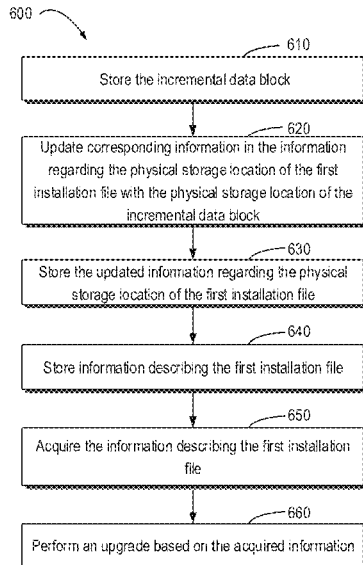 600
610
Store the incremental data block
620
Update corresponding information in the information
regarding the physical storage location of the first
installation file with the physical storage location of the
incremental data block
630
Store the updated information regarding the physical
storage location of the first installation file
640
Store information describing the first installation file
650
Acquire the information describing the first installation
file
660
Perform an upgrade based on the acquired information